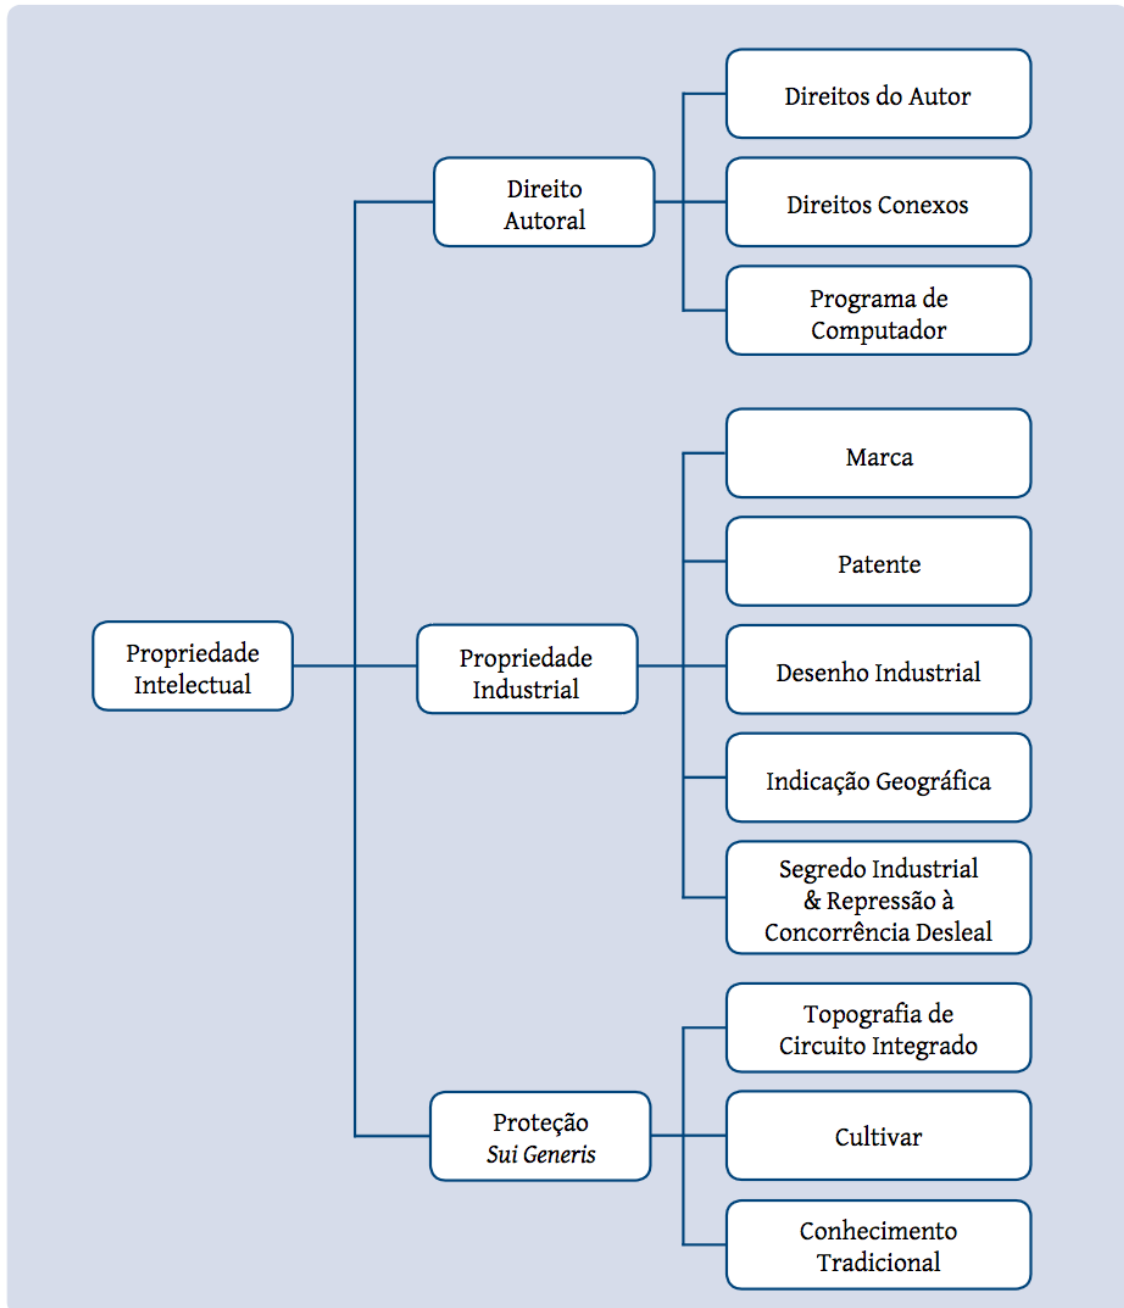 Propriedade
Intelectual
Direito
Autoral
Direitos do Autor
Direitos Conexos
Programa de
Computador
Propriedade
Industrial
Marca
Patente
Desenho Industrial
Indicação Geográfica
Segredo Industrial
& Repressão à
Concorrência Desleal
Proteção
Sui Generis
Topografia de
Circuito Integrado
Cultivar
Conhecimento
Tradicional